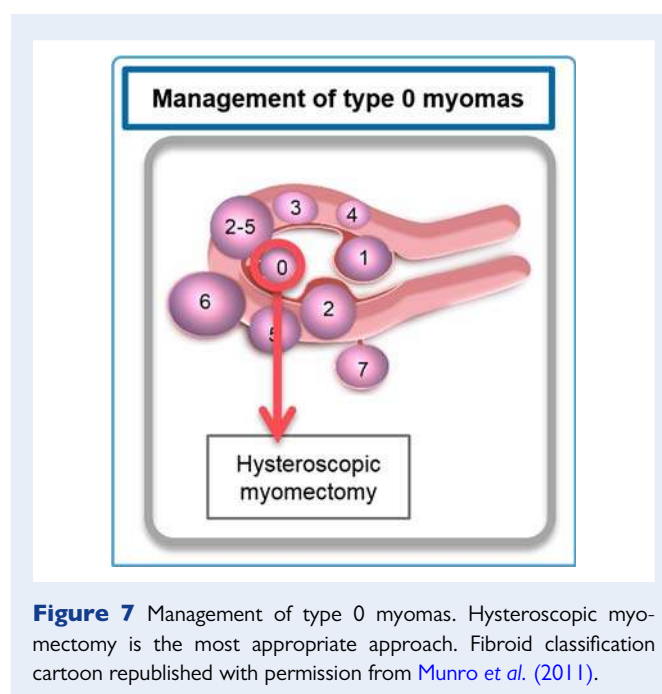 Management of type 0 myomas
3
4
2-5
0
1
6
2
5
7
Hysteroscopic
myomectomy
Figure 7 Management of type 0 myomas. Hysteroscopic myo-
mectomy is the most appropriate approach. Fibroid classification
cartoon republished with permission from Munro et al. (2011).